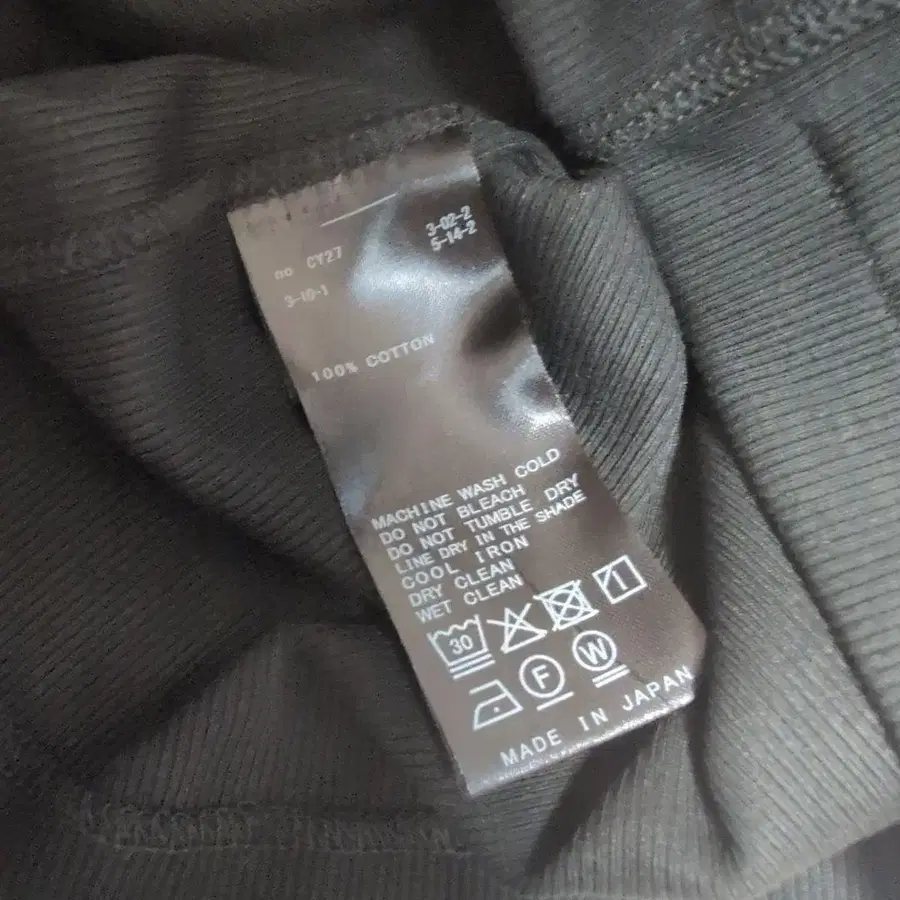 3-02-2
no CY27 5-14-2
3-10-1
100% COTTON
MACHINE WASH COLD
DO NOT BLEACH
DO NOT TUMBLE DRY
LINE DRY IN THE SHADE
COOL IRON
DRY CLEAN
WET CLEAN
30
F W
MADE IN JAPAN